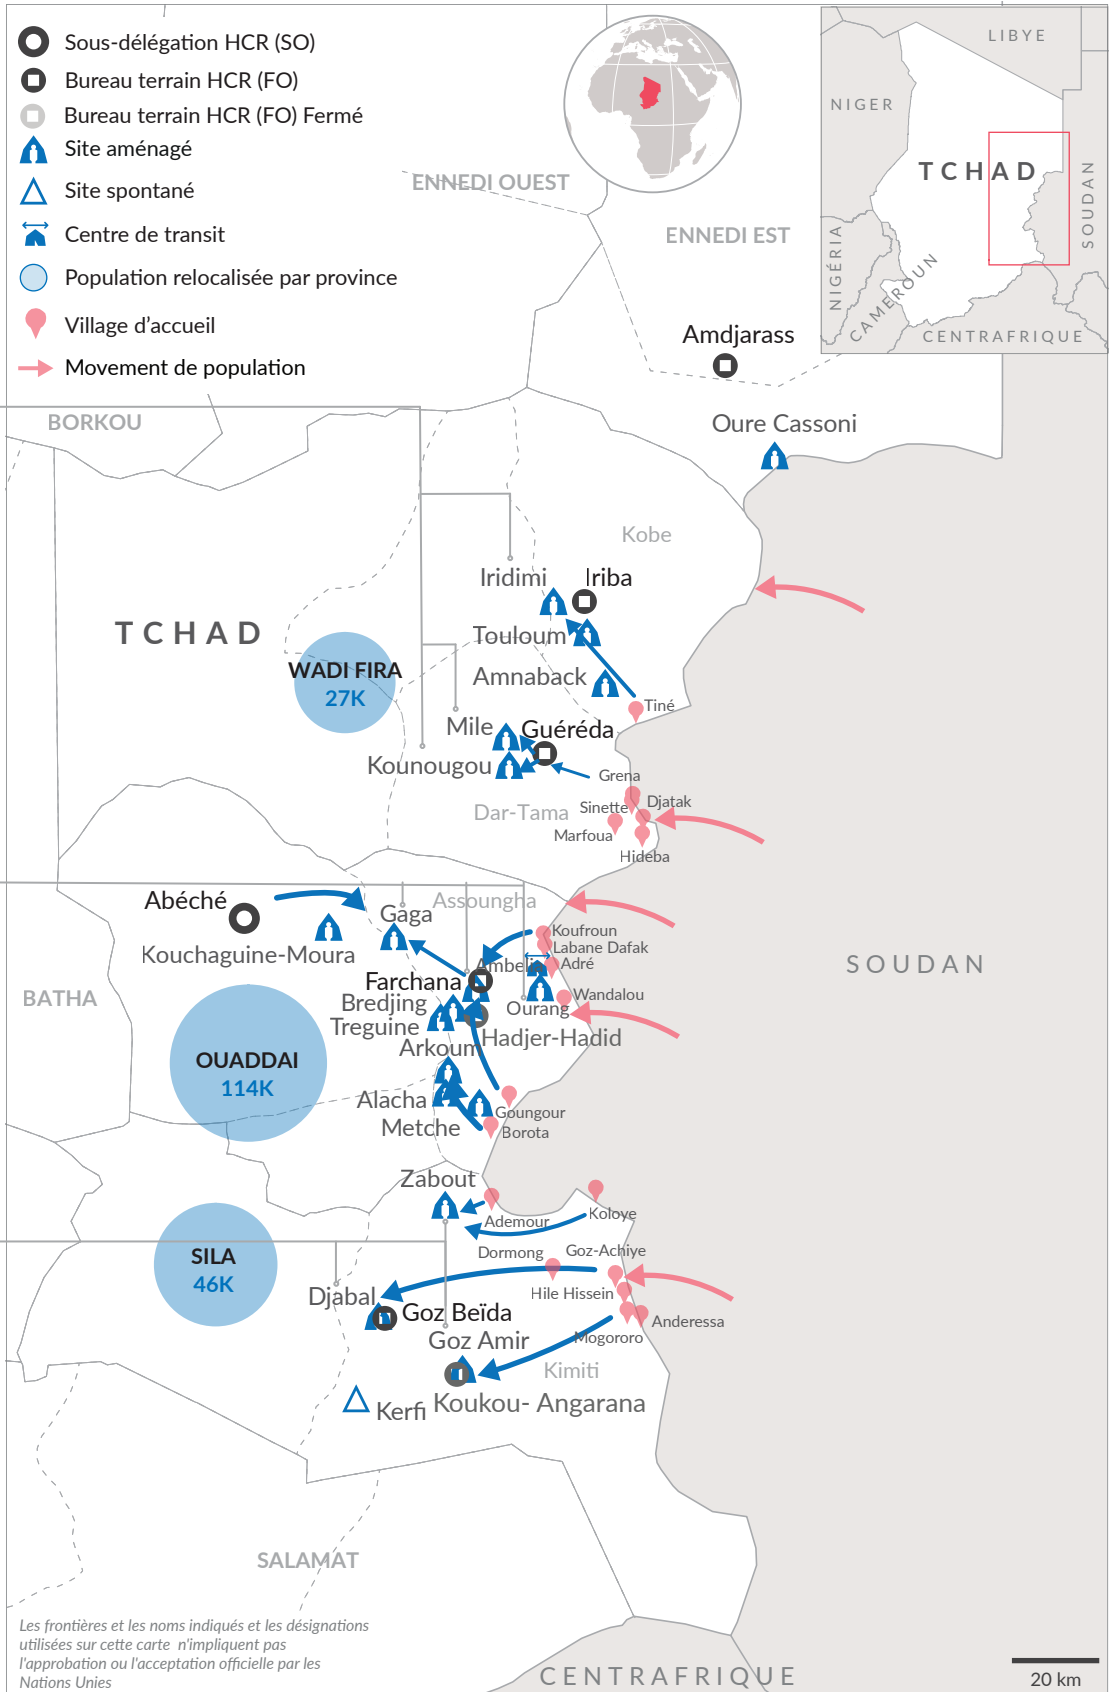 Sous-délégation HCR (SO)
Bureau terrain HCR (FO)
Bureau terrain HCR (FO) Fermé
Site aménagé
Site spontané
Centre de transit
Population relocalisée par province
Village d’accueil
Movement de population
LIBYE
NIGER
TCHAD
SOUDAN
NIGÉRIA
CAMEROUN
CENTRAFRIQUE
ENNEDI OUEST
ENNEDI EST
Amdjarass
BORKOU
Oure Cassoni
Kobe
Iridimi
Iriba
TCHAD
Touloum
WADI FIRA
27K
Amnaback
Tiné
Mile
Guéréda
Kounougou
Grena
Sinette
Djatak
Dar-Tama
Marfoua
Hideba
Abéché
Assoungha
Gaga
Koufroun
Kouchaguine-Moura
Labane Dafak
Ambelia
Adré
SOUDAN
Farchana
BATHA
Bredjing
Wandalou
Ourang
Treguine
Hadjer-Hadid
Arkoum
OUADDAI
114K
Alacha
Goungour
Metche
Borota
Zabout
Ademour
Koloye
Dormong
Goz-Achiye
SILA
46K
Djabal
Hile Hissein
Goz Beïda
Anderessa
Goz Amir
Mogororo
Kimiti
Kerfi
Koukou- Angarana
SALAMAT
Les frontières et les noms indiqués et les désignations
utilisées sur cette carte n'impliquent pas
l'approbation ou l'acceptation officielle par les
Nations Unies
CENTRAFRIQUE
20 km